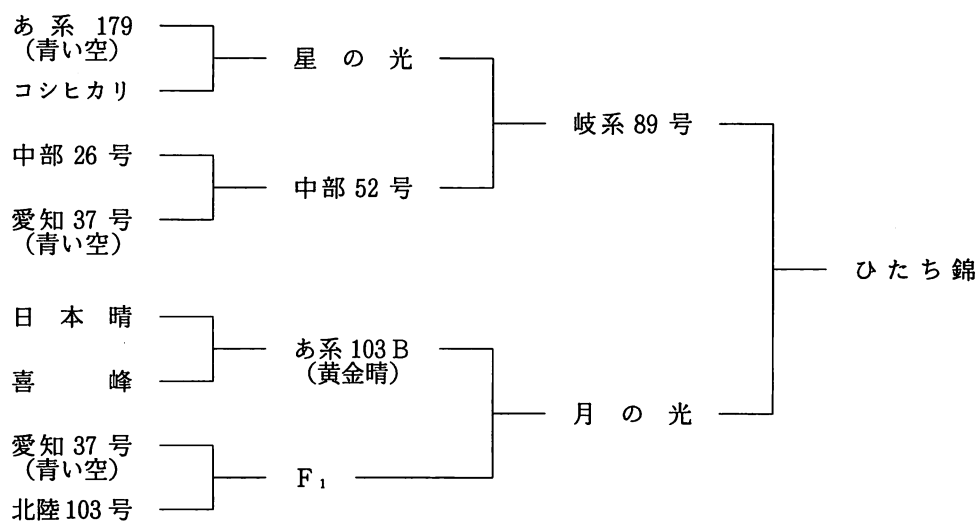 あ系 179
(青い空)
コシヒカリ
星の光
中部 26 号
愛知 37 号
(青い空)
中部 52 号
岐系 89 号
日本晴
喜峰
あ系 103 B
(黄金晴)
愛知 37 号
(青い空)
北陸 103 号
F₁
月の光
ひたち錦